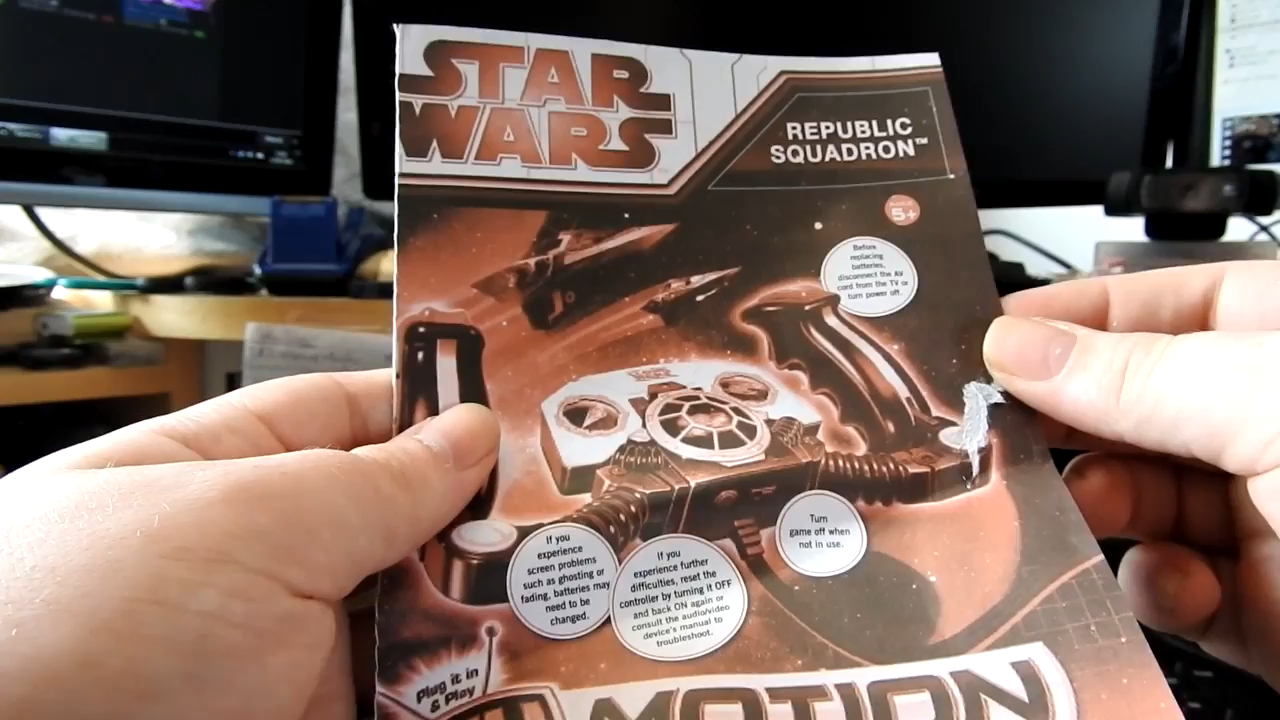 STAR
WARS
REPUBLIC
SQUADRON™
5+
Before
replacing
batteries,
disconnect the AV
cord from the TV or
turn power off.
Turn
game off when
not in use.
If you
experience
screen problems
such as ghosting or
fading, batteries may
need to be
changed.
If you
experience further
difficulties, reset the
controller by turning it OFF
and back ON again or
consult the audio/video
device's manual to
troubleshoot.
Plug it in
& Play
MOTION